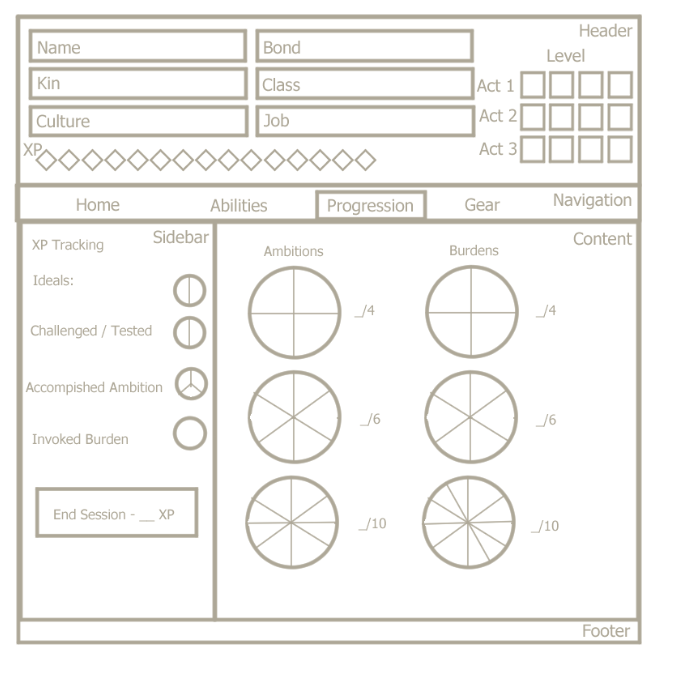 Header
Name
Bond
Level
Kin
Class
Act 1
Culture
Job
Act 2
XP
Act 3
Home
Abilities
Progression
Gear
Navigation
Sidebar
XP Tracking
Ideals:
Challenged / Tested
Accompished Ambition
Invoked Burden
End Session - __ XP
Content
Ambitions
Burdens
_/4
_/4
_/6
_/6
_/10
_/10
Footer